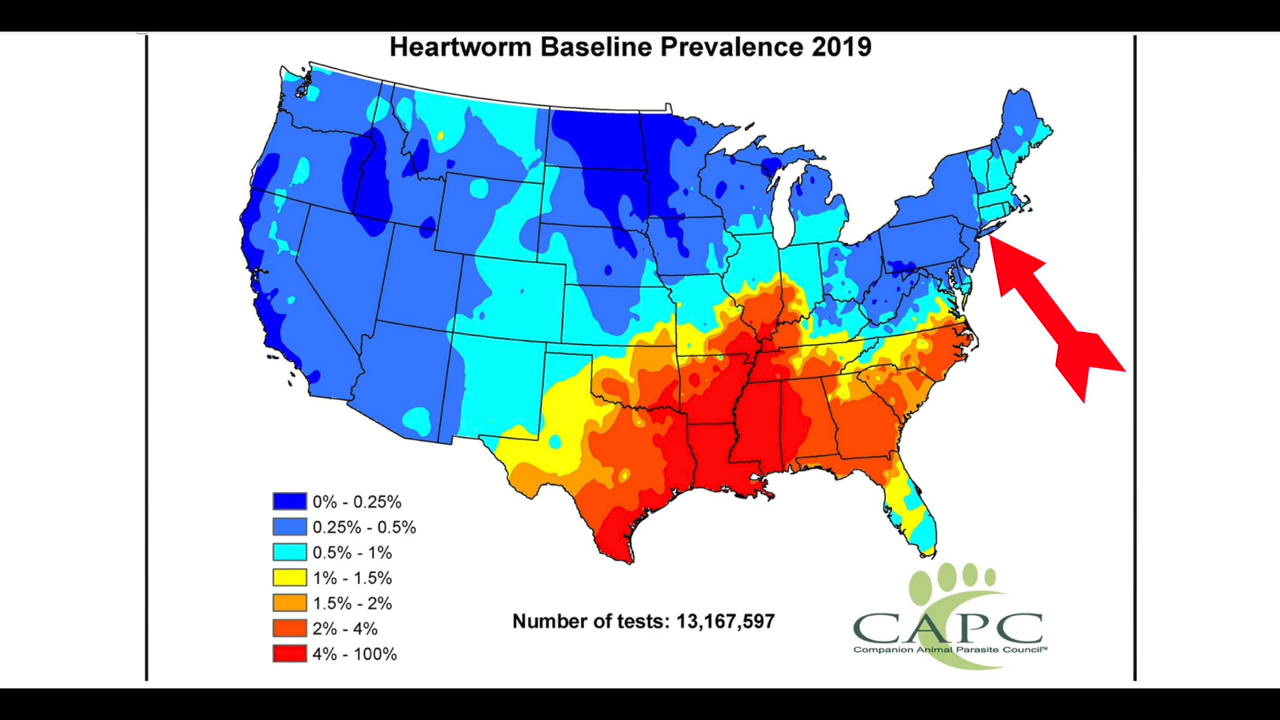 Heartworm Baseline Prevalence 2019
0% - 0.25%
0.25% - 0.5%
0.5% - 1%
1% - 1.5%
1.5% - 2%
2% - 4%
4% - 100%
Number of tests: 13,167,597
CAPC
Companion Animal Parasite Council™